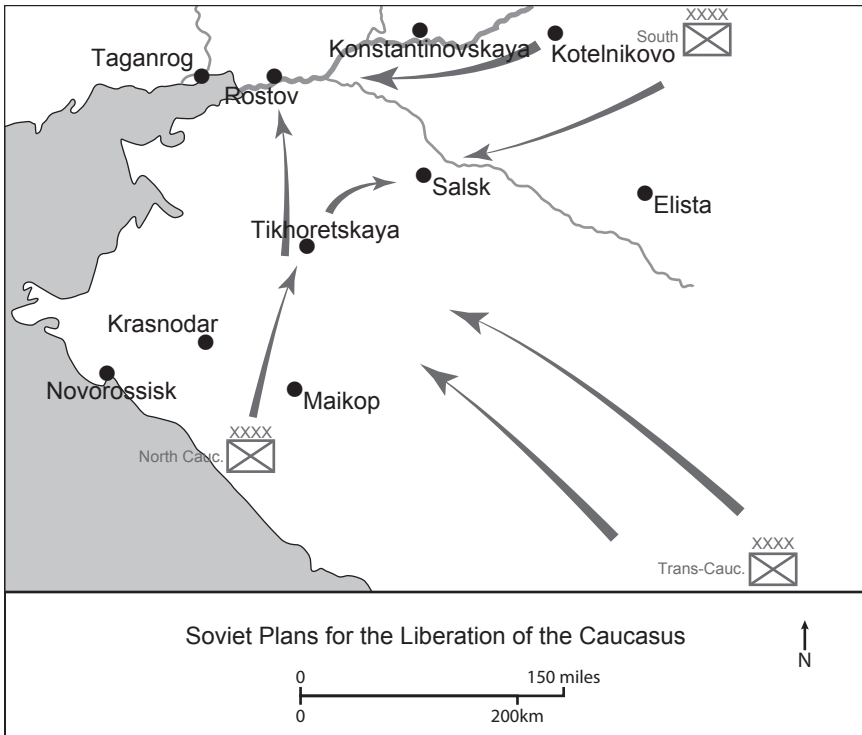 XXXX
South
Konstantinovskaya
Kotelnikovo
Taganrog
Rostov
Salsk
Elista
Tikhoretskaya
Krasnodar
Novorossisk
Maikop
XXXX
North Cauc.
XXXX
Trans-Cauc.
Soviet Plans for the Liberation of the Caucasus
N
0 150 miles
0 200km